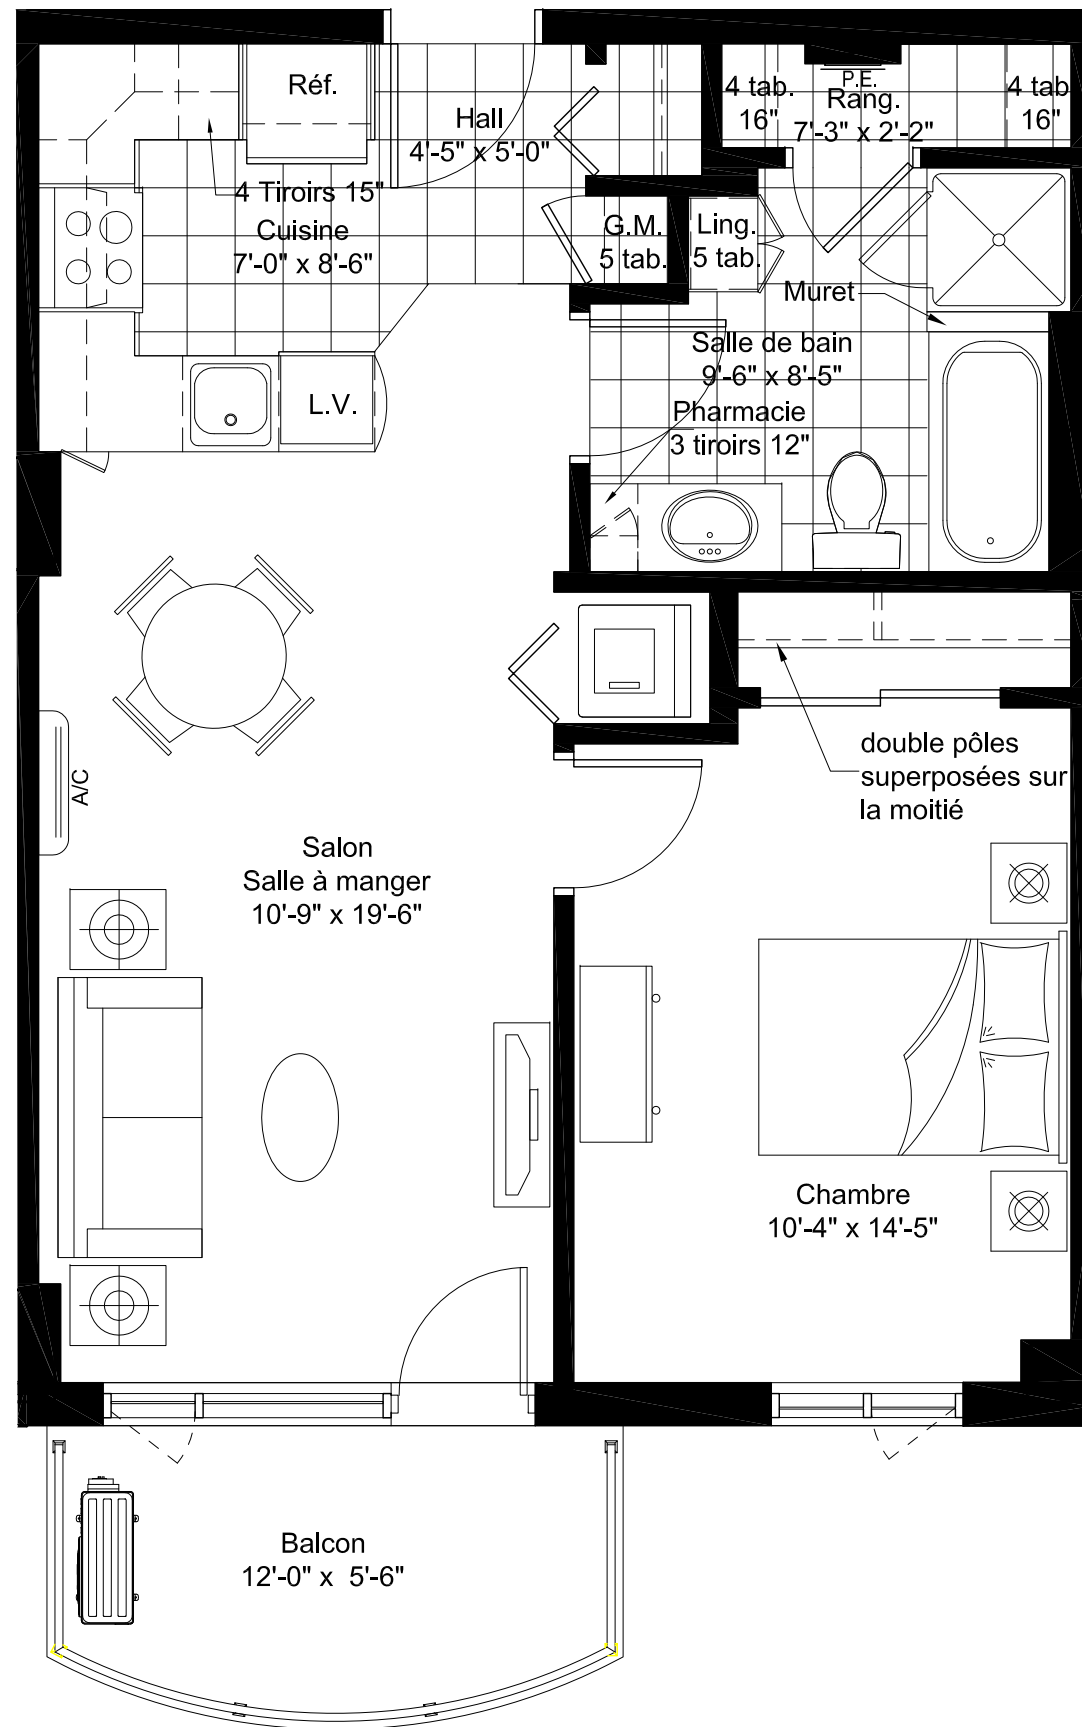 Réf.
Hall
4'-5" x 5'-0"
4 tab.
16"
P.E.
Rang.
7'-3" x 2'-2"
4 tab
16"
4 Tiroirs 15"
Cuisine
7'-0" x 8'-6"
G.M.
5 tab.
Ling.
5 tab.
Muret
Salle de bain
9'-6" x 8'-5"
L.V.
Pharmacie
3 tiroirs 12"
double pôles
superposées sur
la moitié
A/C
Salon
Salle à manger
10'-9" x 19'-6"
Chambre
10'-4" x 14'-5"
Balcon
12'-0" x 5'-6"